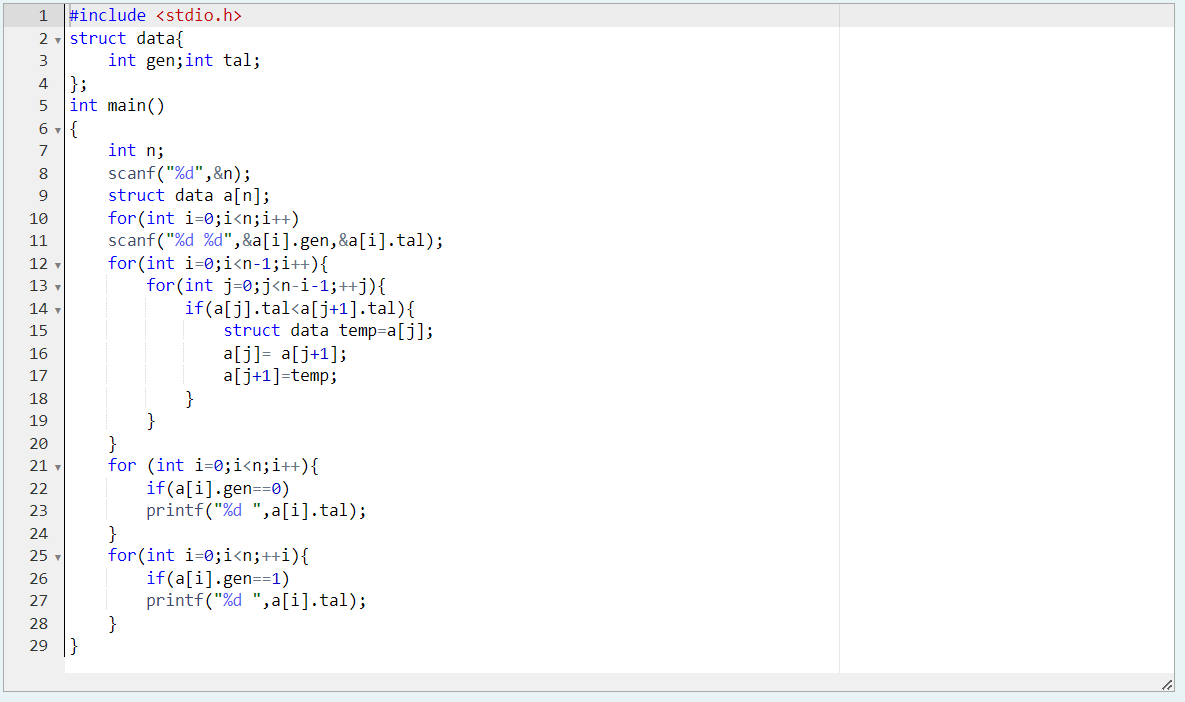 1 #include <stdio.h>
2 struct data{
3     int gen;int tal;
4 };
5 int main()
6 {
7     int n;
8     scanf("%d",&n);
9     struct data a[n];
10     for(int i=0;i<n;i++)
11     scanf("%d %d",&a[i].gen,&a[i].tal);
12     for(int i=0;i<n-1;i++){
13         for(int j=0;j<n-i-1;++j){
14             if(a[j].tal<a[j+1].tal){
15                 struct data temp=a[j];
16                 a[j]= a[j+1];
17                 a[j+1]=temp;
18             }
19         }
20     }
21     for (int i=0;i<n;i++){
22         if(a[i].gen==0)
23         printf("%d ",a[i].tal);
24     }
25     for(int i=0;i<n;++i){
26         if(a[i].gen==1)
27         printf("%d ",a[i].tal);
28     }
29 }